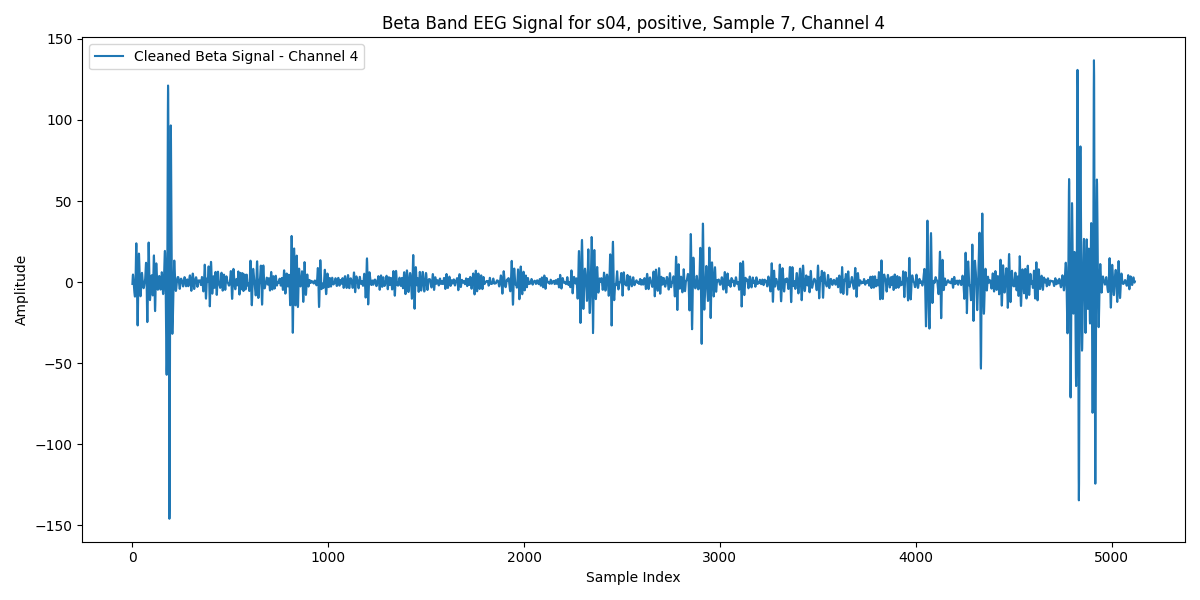 Beta Band EEG Signal for s04, positive, Sample 7, Channel 4
Cleaned Beta Signal - Channel 4
150
100
50
0
−50
−100
−150
Amplitude
0 1000 2000 3000 4000 5000
Sample Index